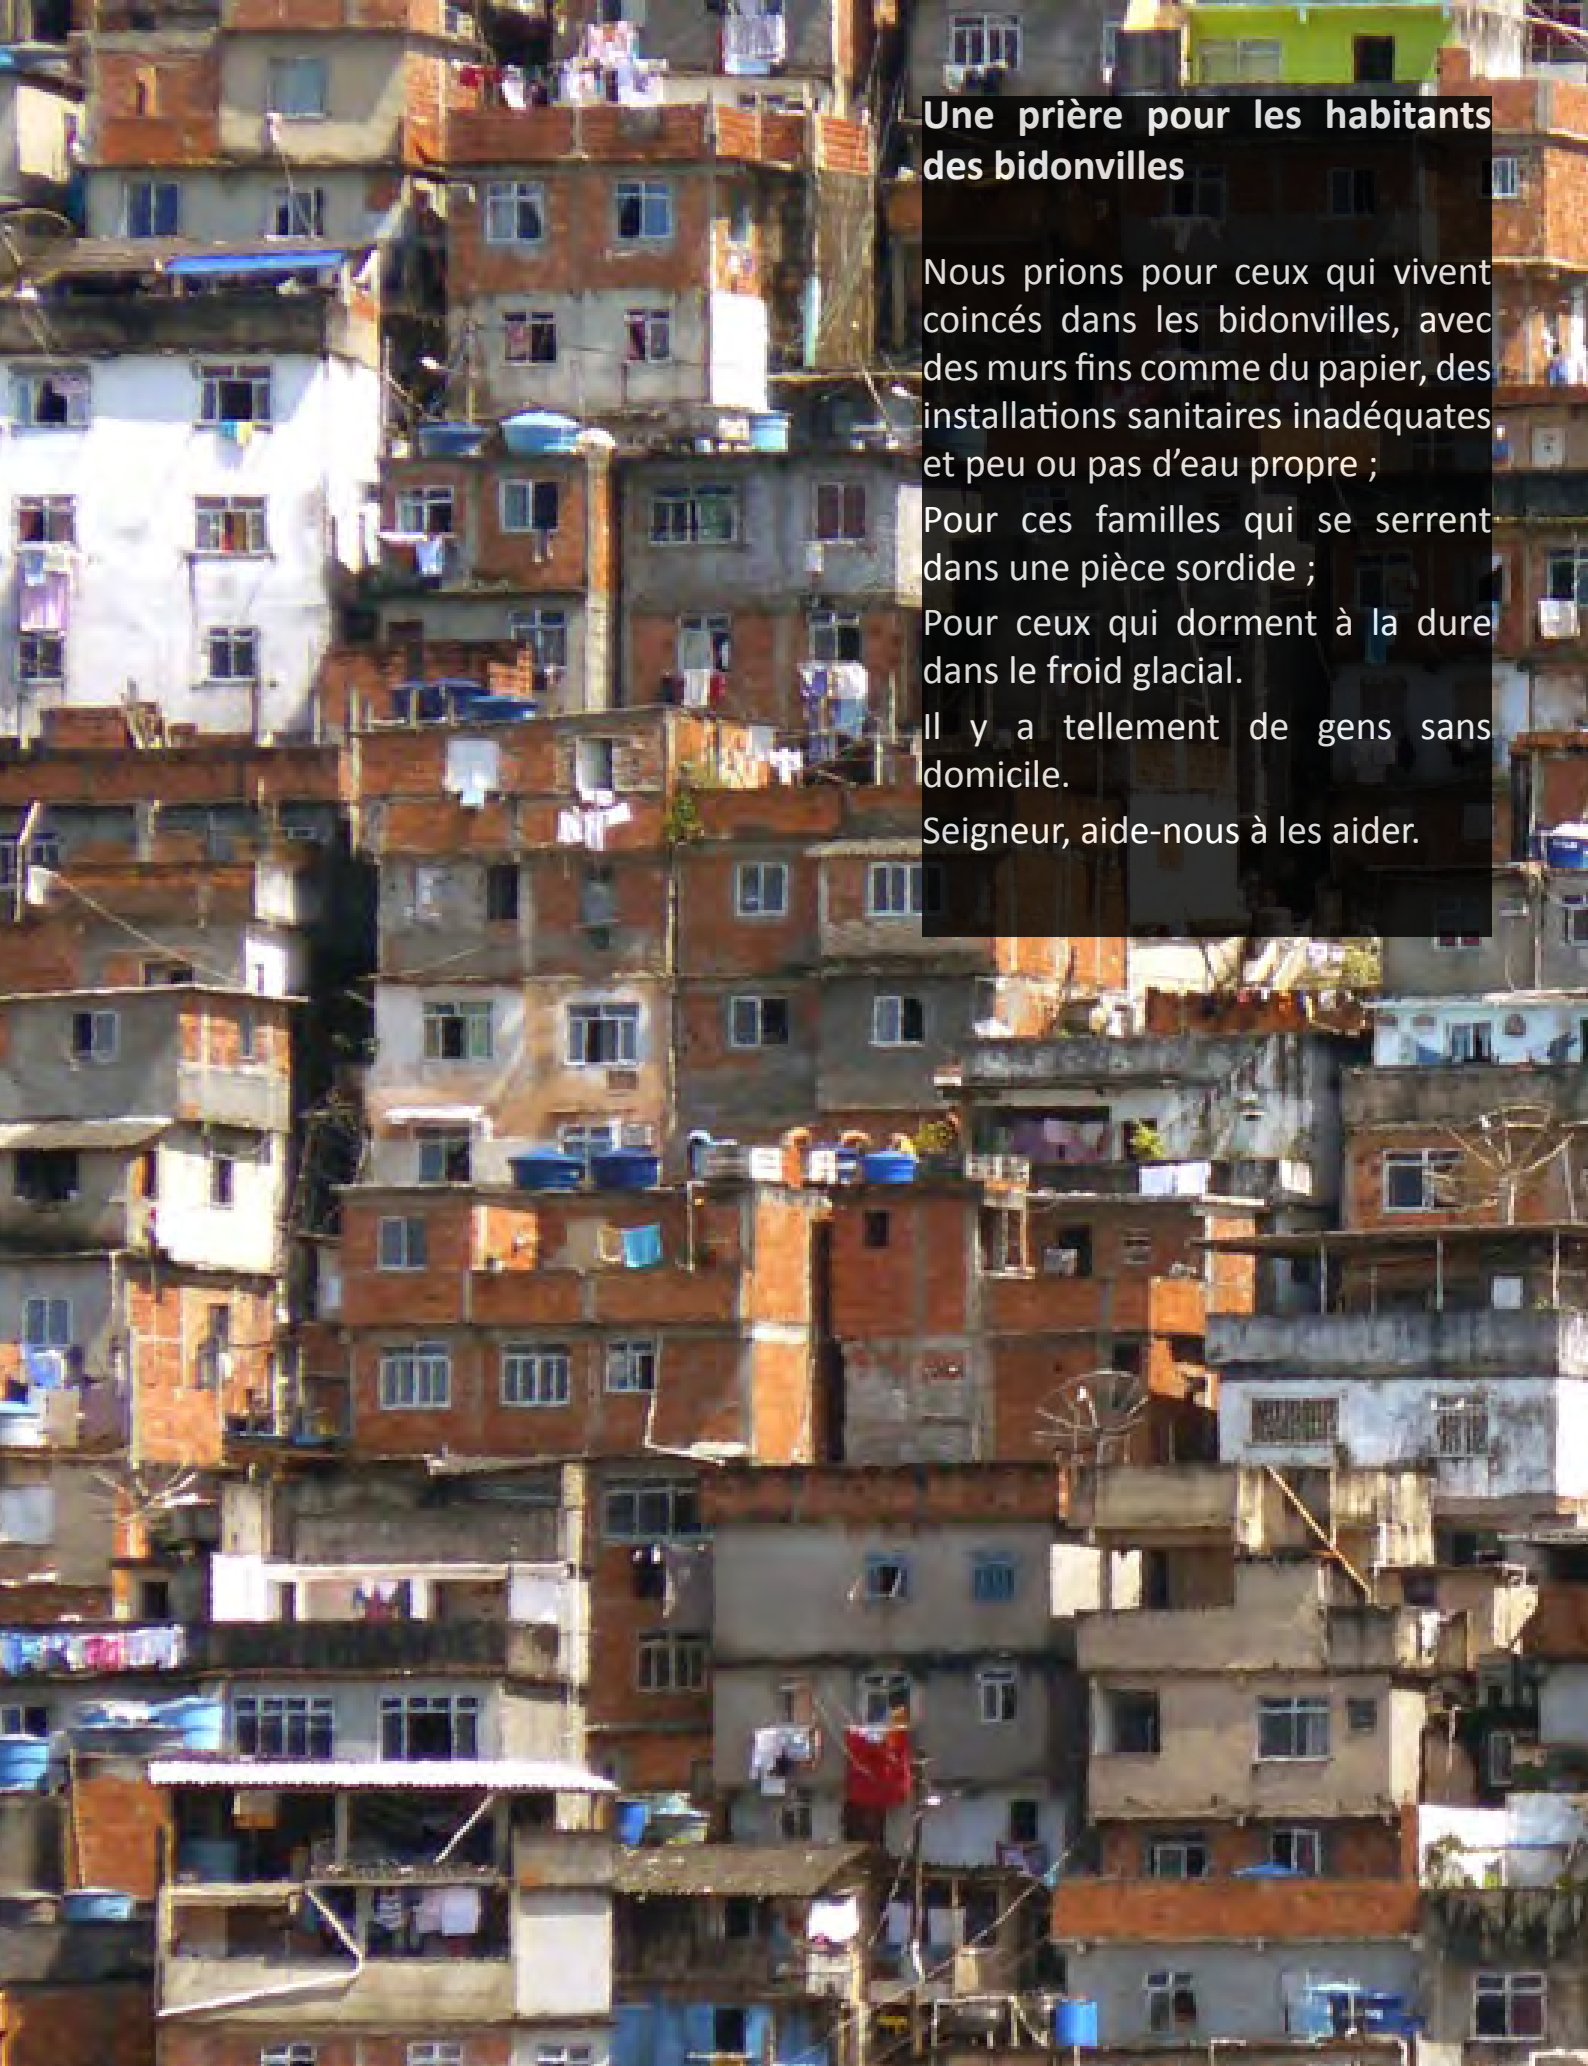 Une prière pour les habitants
des bidonvilles
Nous prions pour ceux qui vivent
coincés dans les bidonvilles, avec
des murs fins comme du papier, des
installations sanitaires inadéquates
et peu ou pas d’eau propre ;
Pour ces familles qui se serrent
dans une pièce sordide ;
Pour ceux qui dorment à la dure
dans le froid glacial.
Il y a tellement de gens sans
domicile.
Seigneur, aide-nous à les aider.